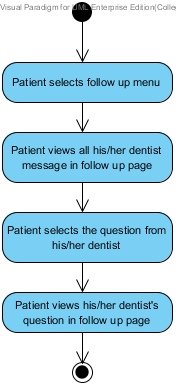 Visual Paradigm for UML Enterprise Edition(Colle
Patient selects follow up menu
Patient views all his/her dentist
message in follow up page
Patient selects the question from
his/her dentist
Patient views his/her dentist's
question in follow up page